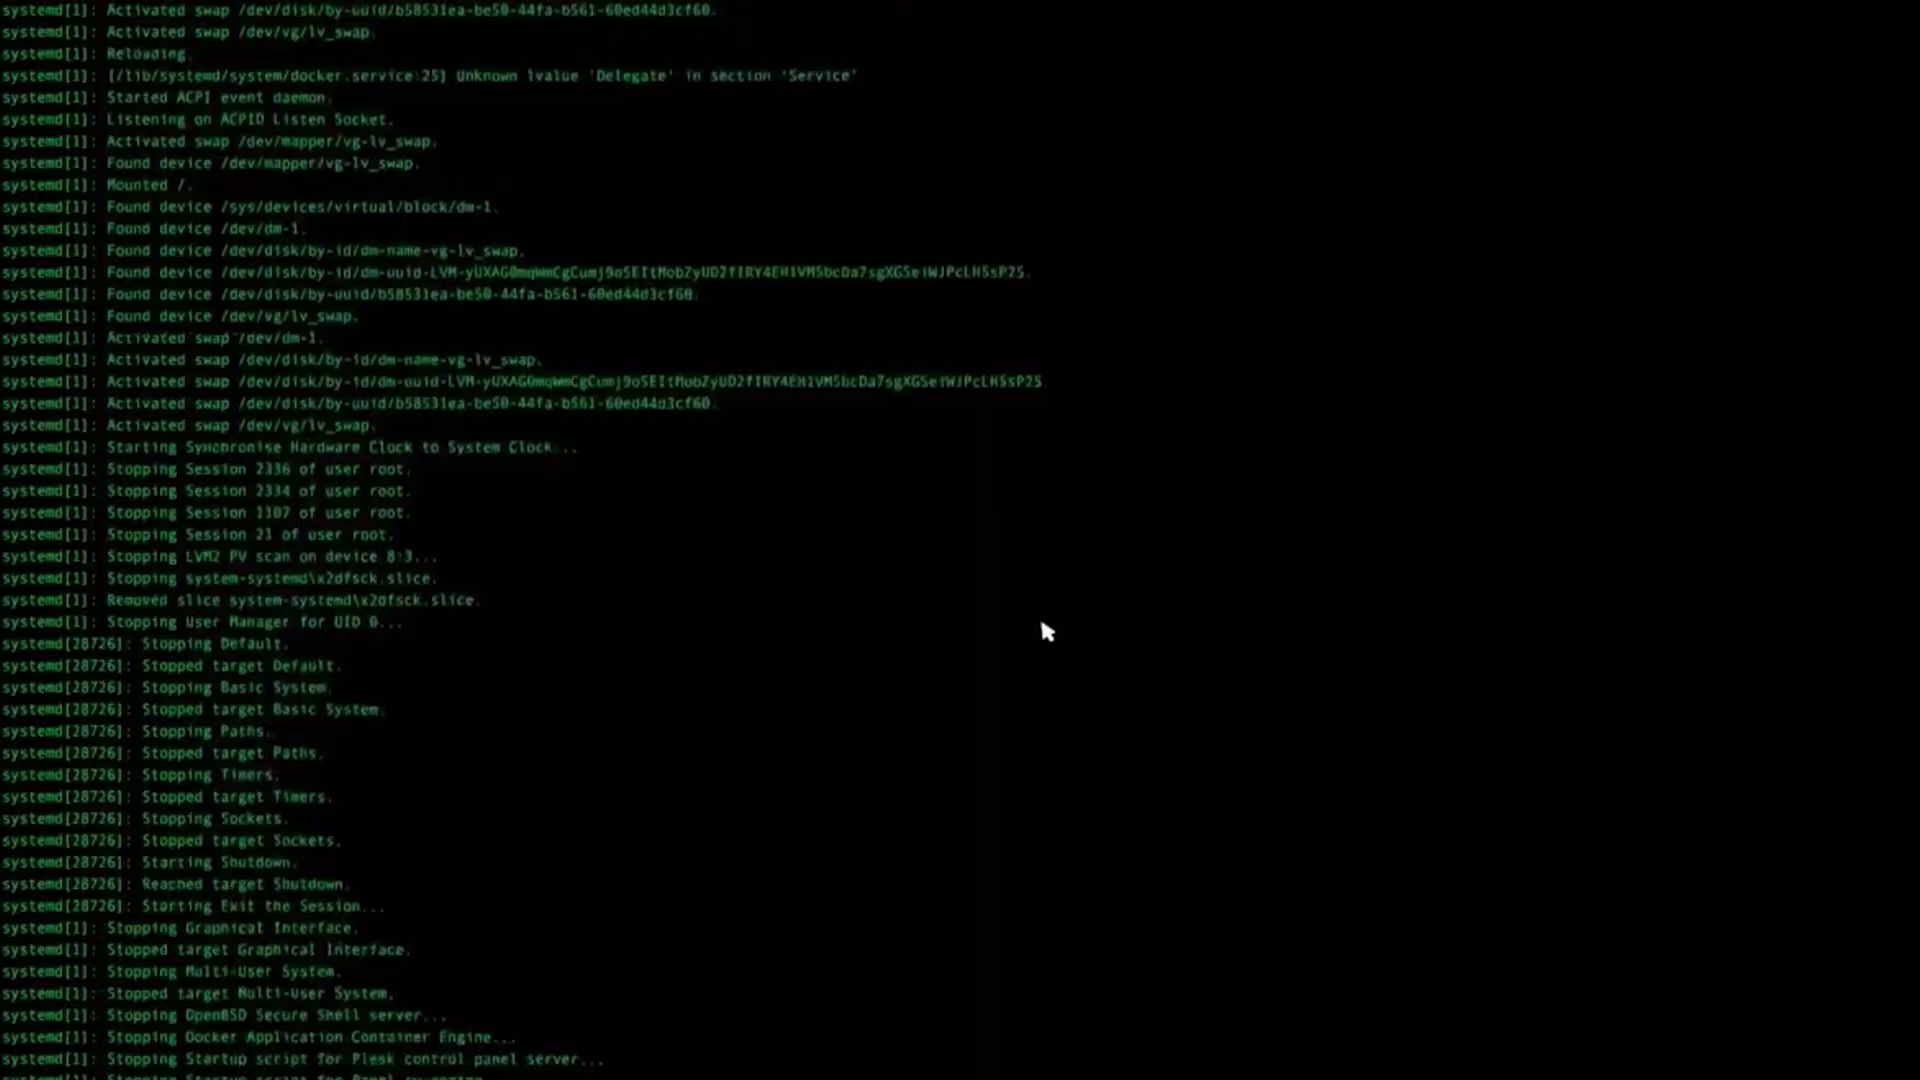 systemd[1]: Activated swap /dev/disk/by-uuid/b58531ea-be50-44fa-b561-60ed44d3cf60.
systemd[1]: Activated swap /dev/vg/lv_swap.
systemd[1]: Reloading.
systemd[1]: [/lib/systemd/system/docker.service:25] Unknown lvalue 'Delegate' in section 'Service'
systemd[1]: Started ACPI event daemon.
systemd[1]: Listening on ACPID Listen Socket.
systemd[1]: Activated swap /dev/mapper/vg-lv_swap.
systemd[1]: Found device /dev/mapper/vg-lv_swap.
systemd[1]: Mounted /.
systemd[1]: Found device /sys/devices/virtual/block/dm-1.
systemd[1]: Found device /dev/dm-1.
systemd[1]: Found device /dev/disk/by-id/dm-name-vg-lv_swap.
systemd[1]: Found device
systemd[1]: Found device /dev/disk/by-uuid/b58531ea-be50-44fa-b561-60ed44d3cf60.
systemd[1]: Found device /dev/vg/lv_swap.
systemd[1]: Activated swap /dev/dm-1.
systemd[1]: Activated swap /dev/disk/by-id/dm-name-vg-lv_swap.
systemd[1]: Activated swap
systemd[1]: Activated swap /dev/disk/by-uuid/b58531ea-be50-44fa-b561-60ed44d3cf60.
systemd[1]: Activated swap /dev/vg/lv_swap.
systemd[1]: Starting Synchronise Hardware Clock to System Clock...
systemd[1]: Stopping Session 2336 of user root.
systemd[1]: Stopping Session 2334 of user root.
systemd[1]: Stopping Session 1107 of user root.
systemd[1]: Stopping Session 21 of user root.
systemd[1]: Stopping LVM2 PV scan on device 8:3...
systemd[1]: Stopping system-systemd\x2dfsck.slice.
systemd[1]: Removed slice system-systemd\x2dfsck.slice.
systemd[1]: Stopping User Manager for UID 0...
systemd[28726]: Stopping Default.
systemd[28726]: Stopped target Default.
systemd[28726]: Stopping Basic System.
systemd[28726]: Stopped target Basic System.
systemd[28726]: Stopping Paths.
systemd[28726]: Stopped target Paths.
systemd[28726]: Stopping Timers.
systemd[28726]: Stopped target Timers.
systemd[28726]: Stopping Sockets.
systemd[28726]: Stopped target Sockets.
systemd[28726]: Starting Shutdown.
systemd[28726]: Reached target Shutdown.
systemd[28726]: Starting Exit the Session...
systemd[1]: Stopping Graphical Interface.
systemd[1]: Stopped target Graphical Interface.
systemd[1]: Stopping Multi-User System.
systemd[1]: Stopped target Multi-User System.
systemd[1]: Stopping OpenBSD Secure Shell server...
systemd[1]: Stopping Docker Application Container Engine...
systemd[1]: Stopping Startup script for Plesk control panel server...